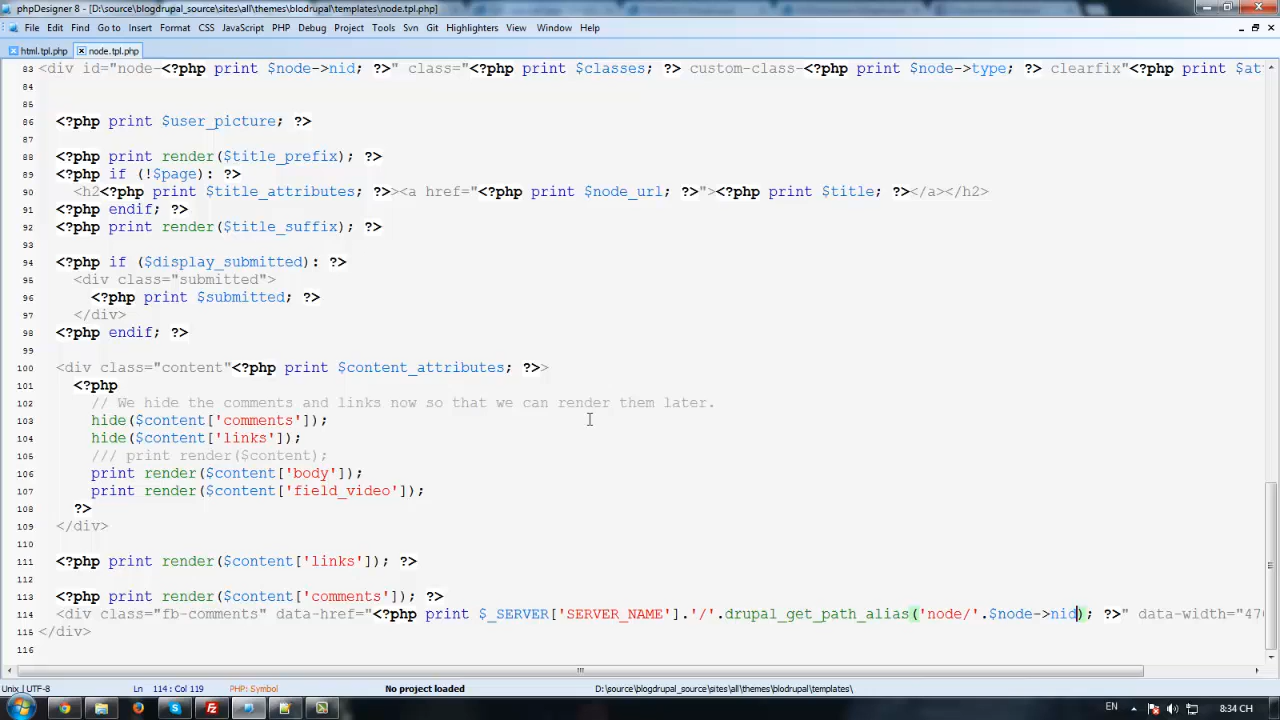 phpDesigner 8 - [D:\source\blogdrupal_source\sites\all\themes\blodrupal\templates\node.tpl.php]
File Edit Find Go to Insert Format CSS JavaScript PHP Debug Project Tools Svn Git Highlighters View Window Help
html.tpl.php node.tpl.php
83 <div id="node-<?php print $node->nid; ?>" class="<?php print $classes; ?> custom-class-<?php print $node->type; ?> clearfix"<?php print $at
84
85
86 <?php print $user_picture; ?>
87
88 <?php print render($title_prefix); ?>
89 <?php if (!$page): ?>
90 <h2<?php print $title_attributes; ?>><a href="<?php print $node_url; ?>"><?php print $title; ?></a></h2>
91 <?php endif; ?>
92 <?php print render($title_suffix); ?>
93
94 <?php if ($display_submitted): ?>
95 <div class="submitted">
96 <?php print $submitted; ?>
97 </div>
98 <?php endif; ?>
99
100 <div class="content"<?php print $content_attributes; ?>>
101 <?php
102 // We hide the comments and links now so that we can render them later.
103 hide($content['comments']);
104 hide($content['links']);
105 /// print render($content);
106 print render($content['body']);
107 print render($content['field_video']);
108 ?>
109 </div>
110
111 <?php print render($content['links']); ?>
112
113 <?php print render($content['comments']); ?>
114 <div class="fb-comments" data-href="<?php print $_SERVER['SERVER_NAME'].'/'.drupal_get_path_alias('node/'.$node->nid); ?>" data-width="470
115 </div>
116
Unix | UTF-8 Ln 114 : Col 119 PHP: Symbol No project loaded D:\source\blogdrupal_source\sites\all\themes\blodrupal\templates\
EN 8:34 CH